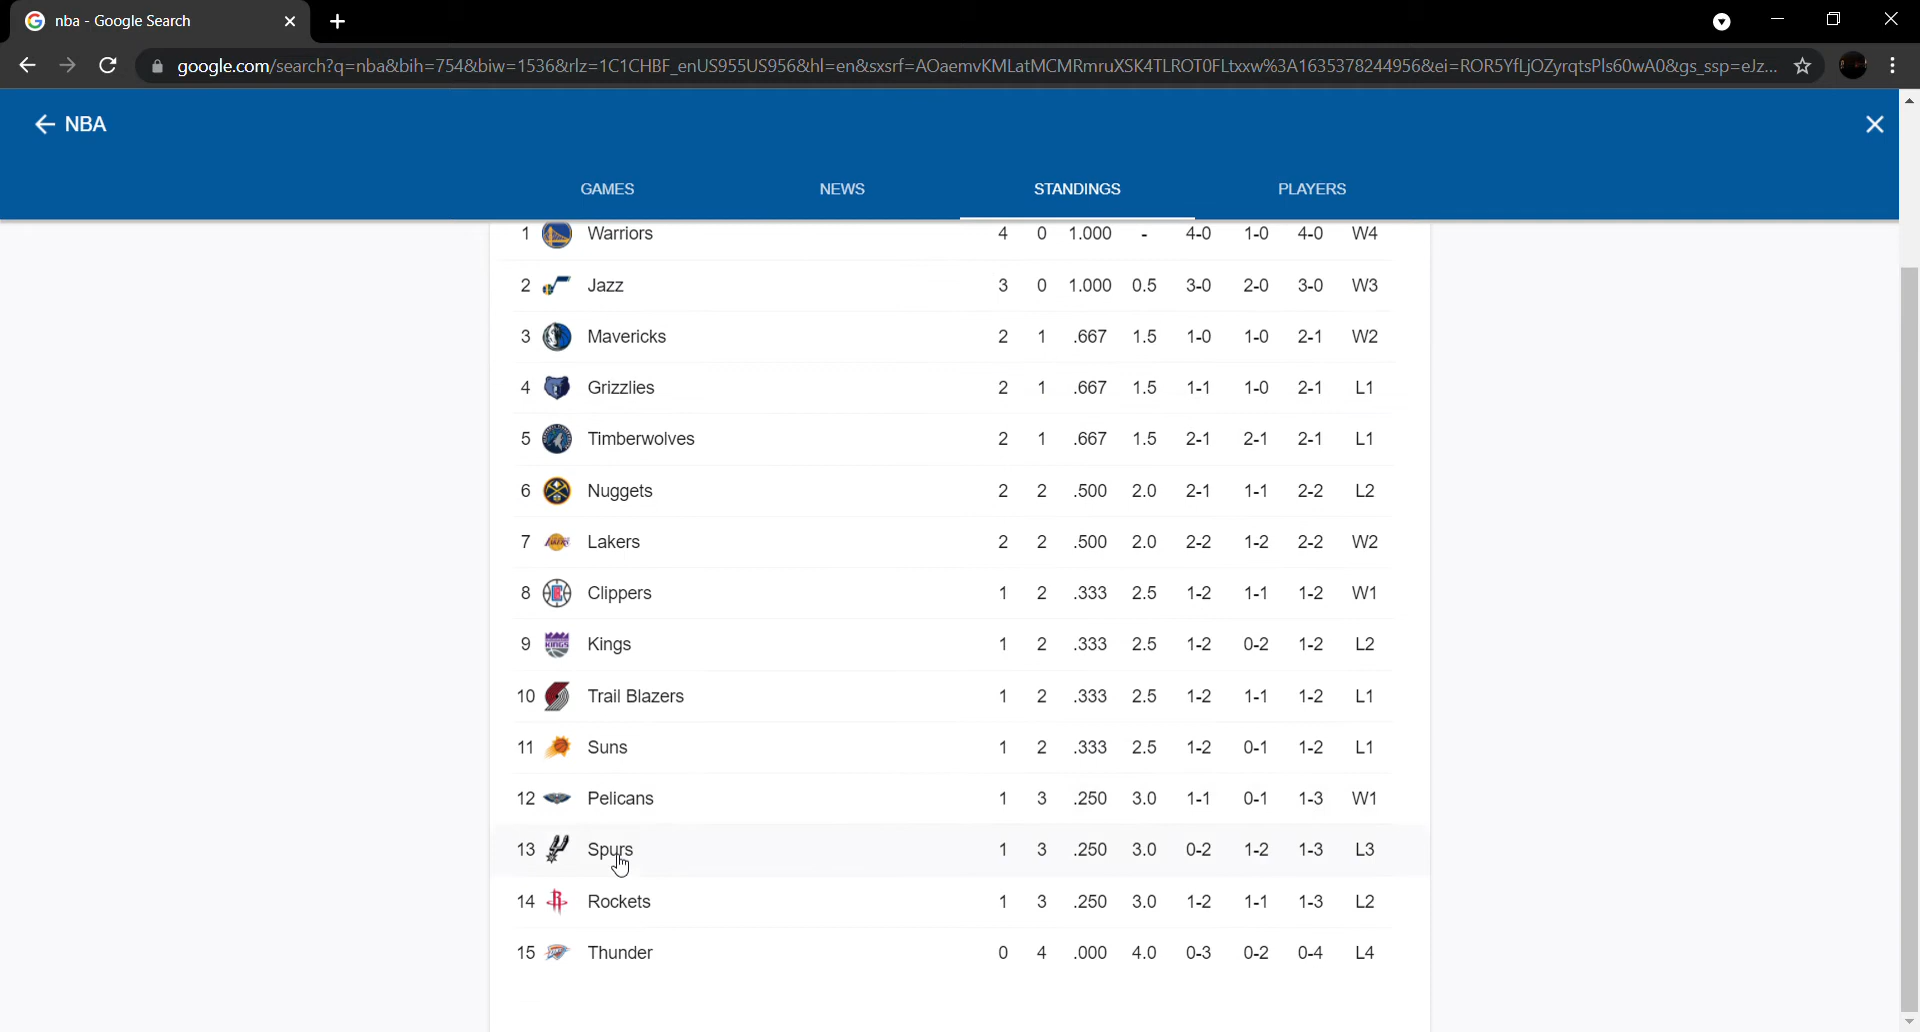 nba - Google Search
google.com/search?q=nba&bih=754&biw=1536&rlz=1C1CHBF_enUS955US956&hl=en&sxsrf=AOaemvKMLatMCMRmruXSK4TLROT0FLtxxw%3A1635378244956&ei=ROR5YfLjOZyrqtsPls60wA0&gs_ssp=eJz...
NBA
GAMES NEWS STANDINGS PLAYERS
1 Warriors 4 0 1.000 - 4-0 1-0 4-0 W4
2 Jazz 3 0 1.000 0.5 3-0 2-0 3-0 W3
3 Mavericks 2 1 .667 1.5 1-0 1-0 2-1 W2
4 Grizzlies 2 1 .667 1.5 1-1 1-0 2-1 L1
5 Timberwolves 2 1 .667 1.5 2-1 2-1 2-1 L1
6 Nuggets 2 2 .500 2.0 2-1 1-1 2-2 L2
7 Lakers 2 2 .500 2.0 2-2 1-2 2-2 W2
8 Clippers 1 2 .333 2.5 1-2 1-1 1-2 W1
9 Kings 1 2 .333 2.5 1-2 0-2 1-2 L2
10 Trail Blazers 1 2 .333 2.5 1-2 1-1 1-2 L1
11 Suns 1 2 .333 2.5 1-2 0-1 1-2 L1
12 Pelicans 1 3 .250 3.0 1-1 0-1 1-3 W1
13 Spurs 1 3 .250 3.0 0-2 1-2 1-3 L3
14 Rockets 1 3 .250 3.0 1-2 1-1 1-3 L2
15 Thunder 0 4 .000 4.0 0-3 0-2 0-4 L4